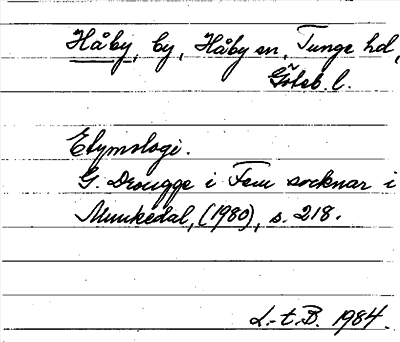 Håby, by, Håby sn, Tunge hd,
Göteb. l.
Etymologi.
G. Drougge i Fem socknar i
Munkedal, (1980), s. 218.
L.-t. B. 1984.